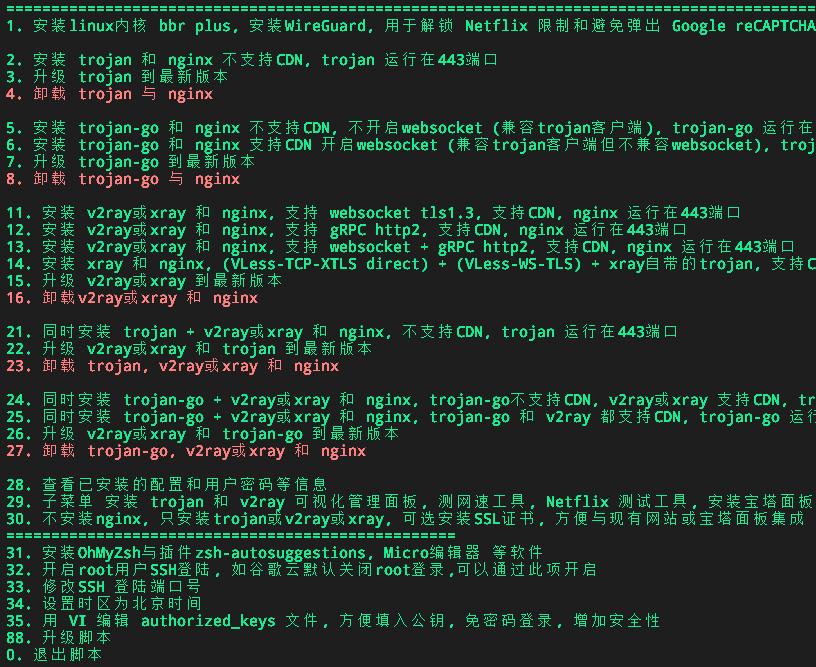 ===============================================================================================
1. 安装linux内核 bbr plus, 安装WireGuard, 用于解锁 Netflix 限制和避免弹出 Google reCAPTCHA
2. 安装 trojan 和 nginx 不支持CDN, trojan 运行在443端口
3. 升级 trojan 到最新版本
4. 卸载 trojan 与 nginx
5. 安装 trojan-go 和 nginx 不支持CDN, 不开启websocket (兼容trojan客户端), trojan-go 运行在
6. 安装 trojan-go 和 nginx 支持CDN 开启websocket (兼容trojan客户端但不兼容websocket), troj
7. 升级 trojan-go 到最新版本
8. 卸载 trojan-go 与 nginx
11. 安装 v2ray或xray 和 nginx, 支持 websocket tls1.3, 支持CDN, nginx 运行在443端口
12. 安装 v2ray或xray 和 nginx, 支持 gRPC http2, 支持CDN, nginx 运行在443端口
13. 安装 v2ray或xray 和 nginx, 支持 websocket + gRPC http2, 支持CDN, nginx 运行在443端口
14. 安装 xray 和 nginx, (VLess-TCP-XTLS direct) + (VLess-WS-TLS) + xray自带的trojan, 支持C
15. 升级 v2ray或xray 到最新版本
16. 卸载v2ray或xray 和 nginx
21. 同时安装 trojan + v2ray或xray 和 nginx, 不支持CDN, trojan 运行在443端口
22. 升级 v2ray或xray 和 trojan 到最新版本
23. 卸载 trojan, v2ray或xray 和 nginx
24. 同时安装 trojan-go + v2ray或xray 和 nginx, trojan-go不支持CDN, v2ray或xray 支持CDN, tr
25. 同时安装 trojan-go + v2ray或xray 和 nginx, trojan-go 和 v2ray 都支持CDN, trojan-go 运行
26. 升级 v2ray或xray 和 trojan-go 到最新版本
27. 卸载 trojan-go, v2ray或xray 和 nginx
28. 查看已安装的配置和用户密码等信息
29. 子菜单 安装 trojan 和 v2ray 可视化管理面板, 测网速工具, Netflix 测试工具, 安装宝塔面板
30. 不安装nginx, 只安装trojan或v2ray或xray, 可选安装SSL证书, 方便与现有网站或宝塔面板集成
==================================================
31. 安装OhMyZsh与插件zsh-autosuggestions, Micro编辑器 等软件
32. 开启root用户SSH登陆, 如谷歌云默认关闭root登录,可以通过此项开启
33. 修改SSH 登陆端口号
34. 设置时区为北京时间
35. 用 VI 编辑 authorized_keys 文件, 方便填入公钥, 免密码登录, 增加安全性
88. 升级脚本
0. 退出脚本